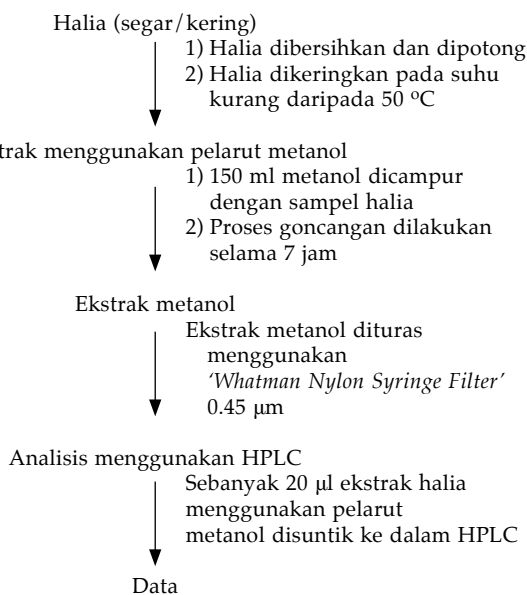 Halia (segar/kering)
1) Halia dibersihkan dan dipotong
2) Halia dikeringkan pada suhu
kurang daripada 50 ºC
trak menggunakan pelarut metanol
1) 150 ml metanol dicampur
dengan sampel halia
2) Proses goncangan dilakukan
selama 7 jam
Ekstrak metanol
Ekstrak metanol dituras
menggunakan
‘Whatman Nylon Syringe Filter’
0.45 µm
Analisis menggunakan HPLC
Sebanyak 20 µl ekstrak halia
menggunakan pelarut
metanol disuntik ke dalam HPLC
Data